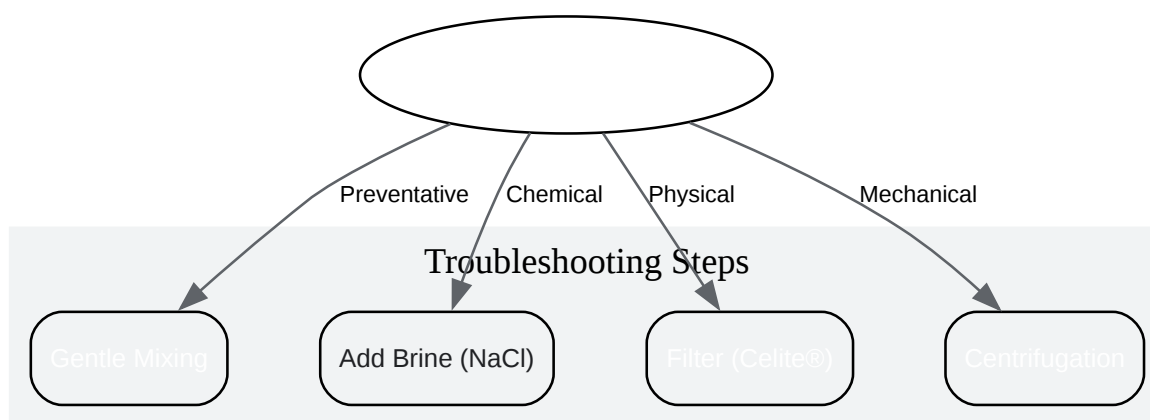 Preventative
Chemical
Physical
Mechanical
Troubleshooting Steps
Gentle Mixing
Add Brine (NaCl)
Filter (Celite®)
Centrifugation